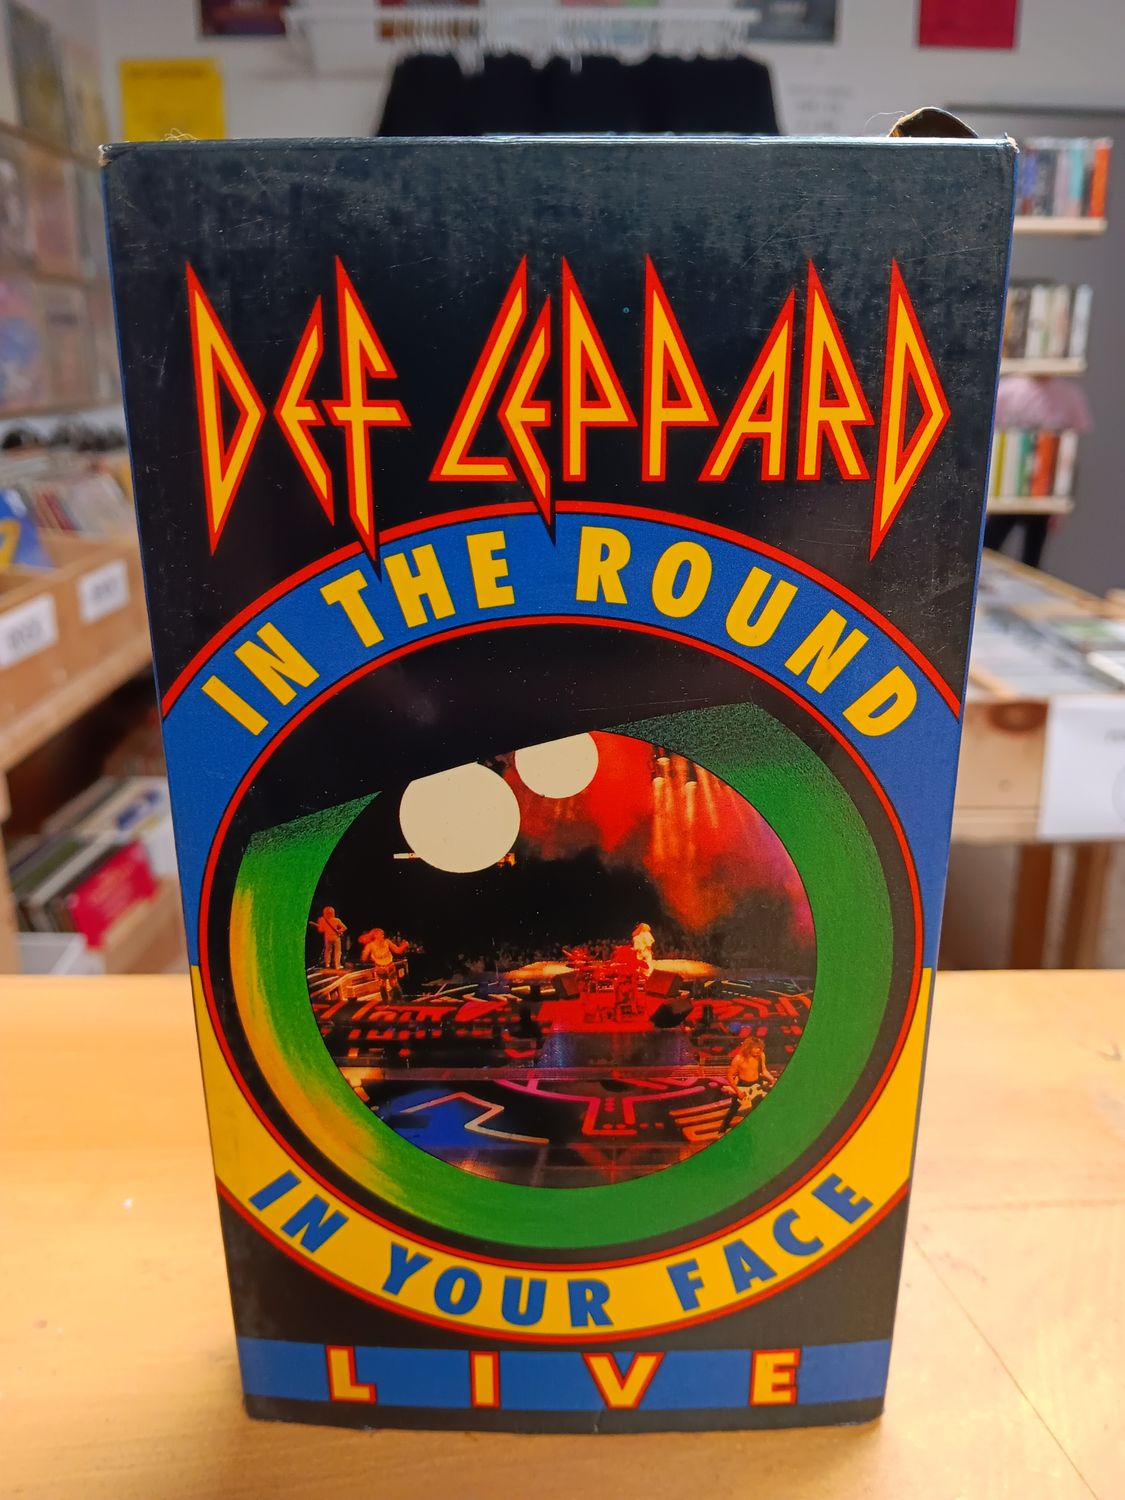 DEF LEPPARD
IN THE ROUND
IN YOUR FACE
LIVE